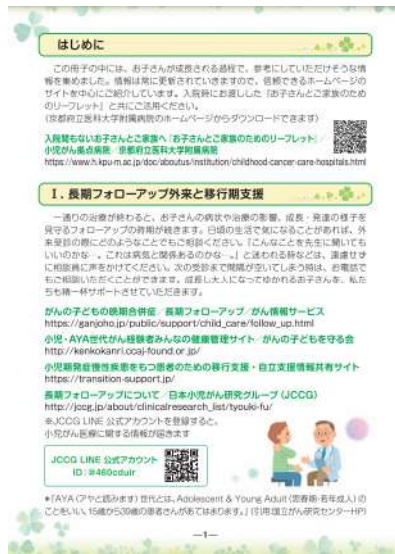 はじめに
この冊子の中には、お子さんが成長される過程で、参考にしていただけそうな情
報を集めました。情報は常に更新されていきますので、信頼できるホームページの
サイトを中心にご紹介しています。入院時にお渡しした「お子さんとご家族のため
のリーフレット」と共にご活用ください。
(京都府立医科大学附属病院のホームページからダウンロードできます)
入院間もないお子さんとご家族へ「お子さんとご家族のためのリーフレット」/
小児がん拠点病院/京都府立医科大学附属病院
https://www.h.kpu-m.ac.jp/doc/aboutus/institution/childhood-cancer-care-hospitals.html
Ⅰ. 長期フォローアップ外来と移行期支援
一通りの治療が終わると、お子さんの病状や治療の影響、成長・発達の様子を
見守るフォローアップの時期が続きます。日頃の生活で気になることがあれば、外
来受診の際にどのようなことでもご相談ください。「こんなことを先生に聞いても
いいのかな…。これは病気と関係あるのかな…。」と迷われる時などは、遠慮せず
に相談員に声をかけてください。次の受診まで間隔が空いてしまう時は、お電話で
もご相談いただくことができます。成長し大人になってゆかれるお子さんを、私た
ちも精一杯サポートさせていただきます。
がんの子どもの晩期合併症/長期フォローアップ/がん情報サービス
https://ganjoho.jp/public/support/child_care/follow_up.html
小児・AYA世代がん経験者みんなの健康管理サイト/がんの子どもを守る会
http://kenkokanri.ccaj-found.or.jp/
小児期発症慢性疾患をもつ患者のための移行支援・自立支援情報共有サイト
https://transition-support.jp/
長期フォローアップについて/日本小児がん研究グループ(JCCG)
http://jccg.jp/about/clinicalresearch_list/tyouki-fu/
※JCCG LINE 公式アカウントを登録すると、
小児がん医療に関する情報が届きます
JCCG LINE 公式アカウント
ID:@460cduir
*「AYA(アヤと読みます)世代とは、Adolescent & Young Adult(思春期・若年成人)の
ことをいい、15歳から39歳の患者さんがあてはまります。」(引用:国立がん研究センターHP)
—1—